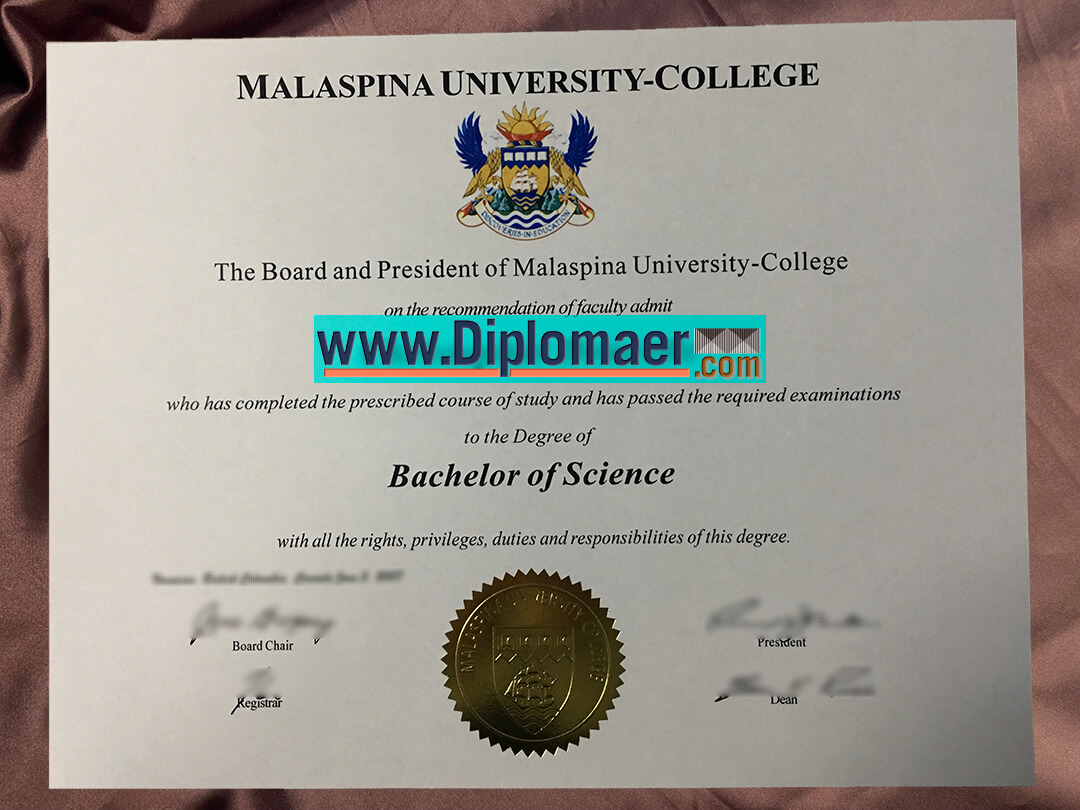 MALASPINA UNIVERSITY-COLLEGE
DISCOVERIES·IN·EDUCATION
The Board and President of Malaspina University-College
on the recommendation of faculty admit
www.Diplomaer.com
who has completed the prescribed course of study and has passed the required examinations
to the Degree of
Bachelor of Science
with all the rights, privileges, duties and responsibilities of this degree.
Board Chair
President
Registrar
Dean
MALASPINA UNIVERSITY COLLEGE